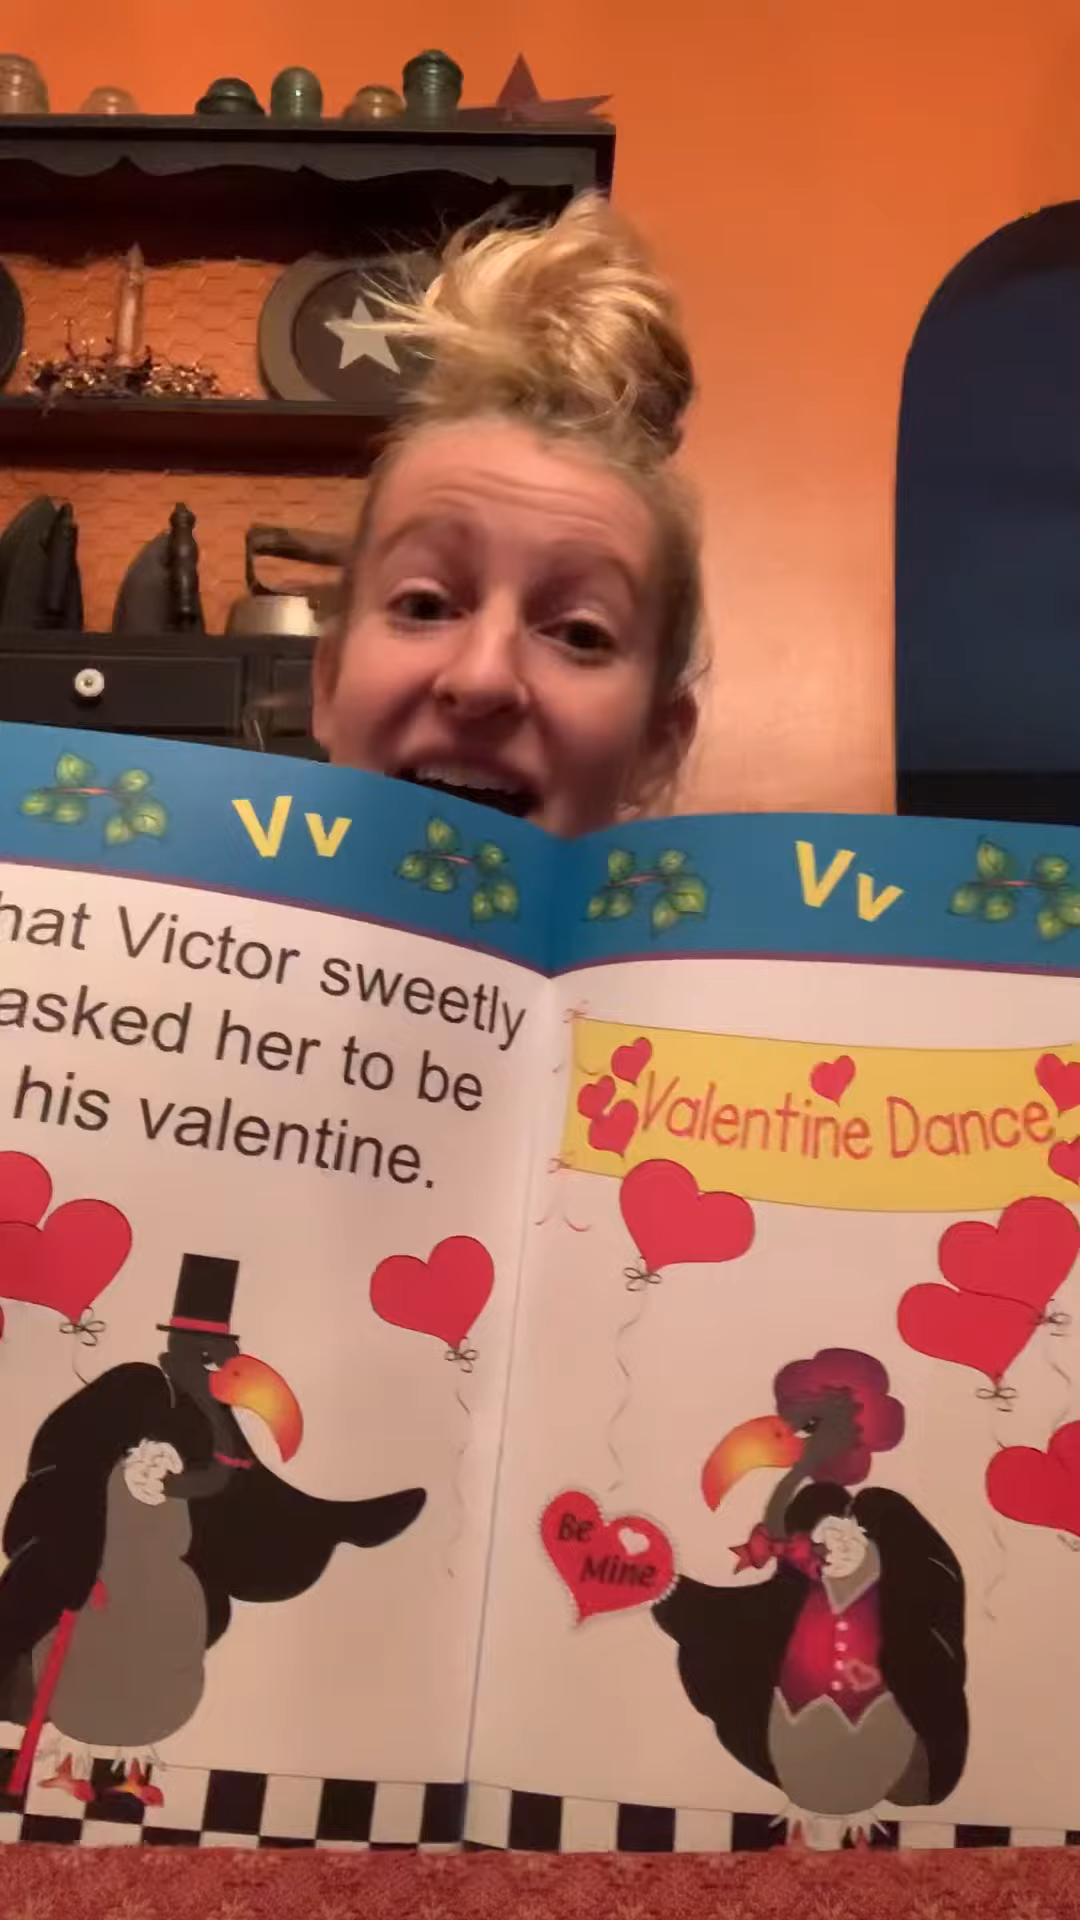 Vv
hat Victor sweetly
asked her to be
his valentine.
Vv
Valentine Dance
Be
Mine